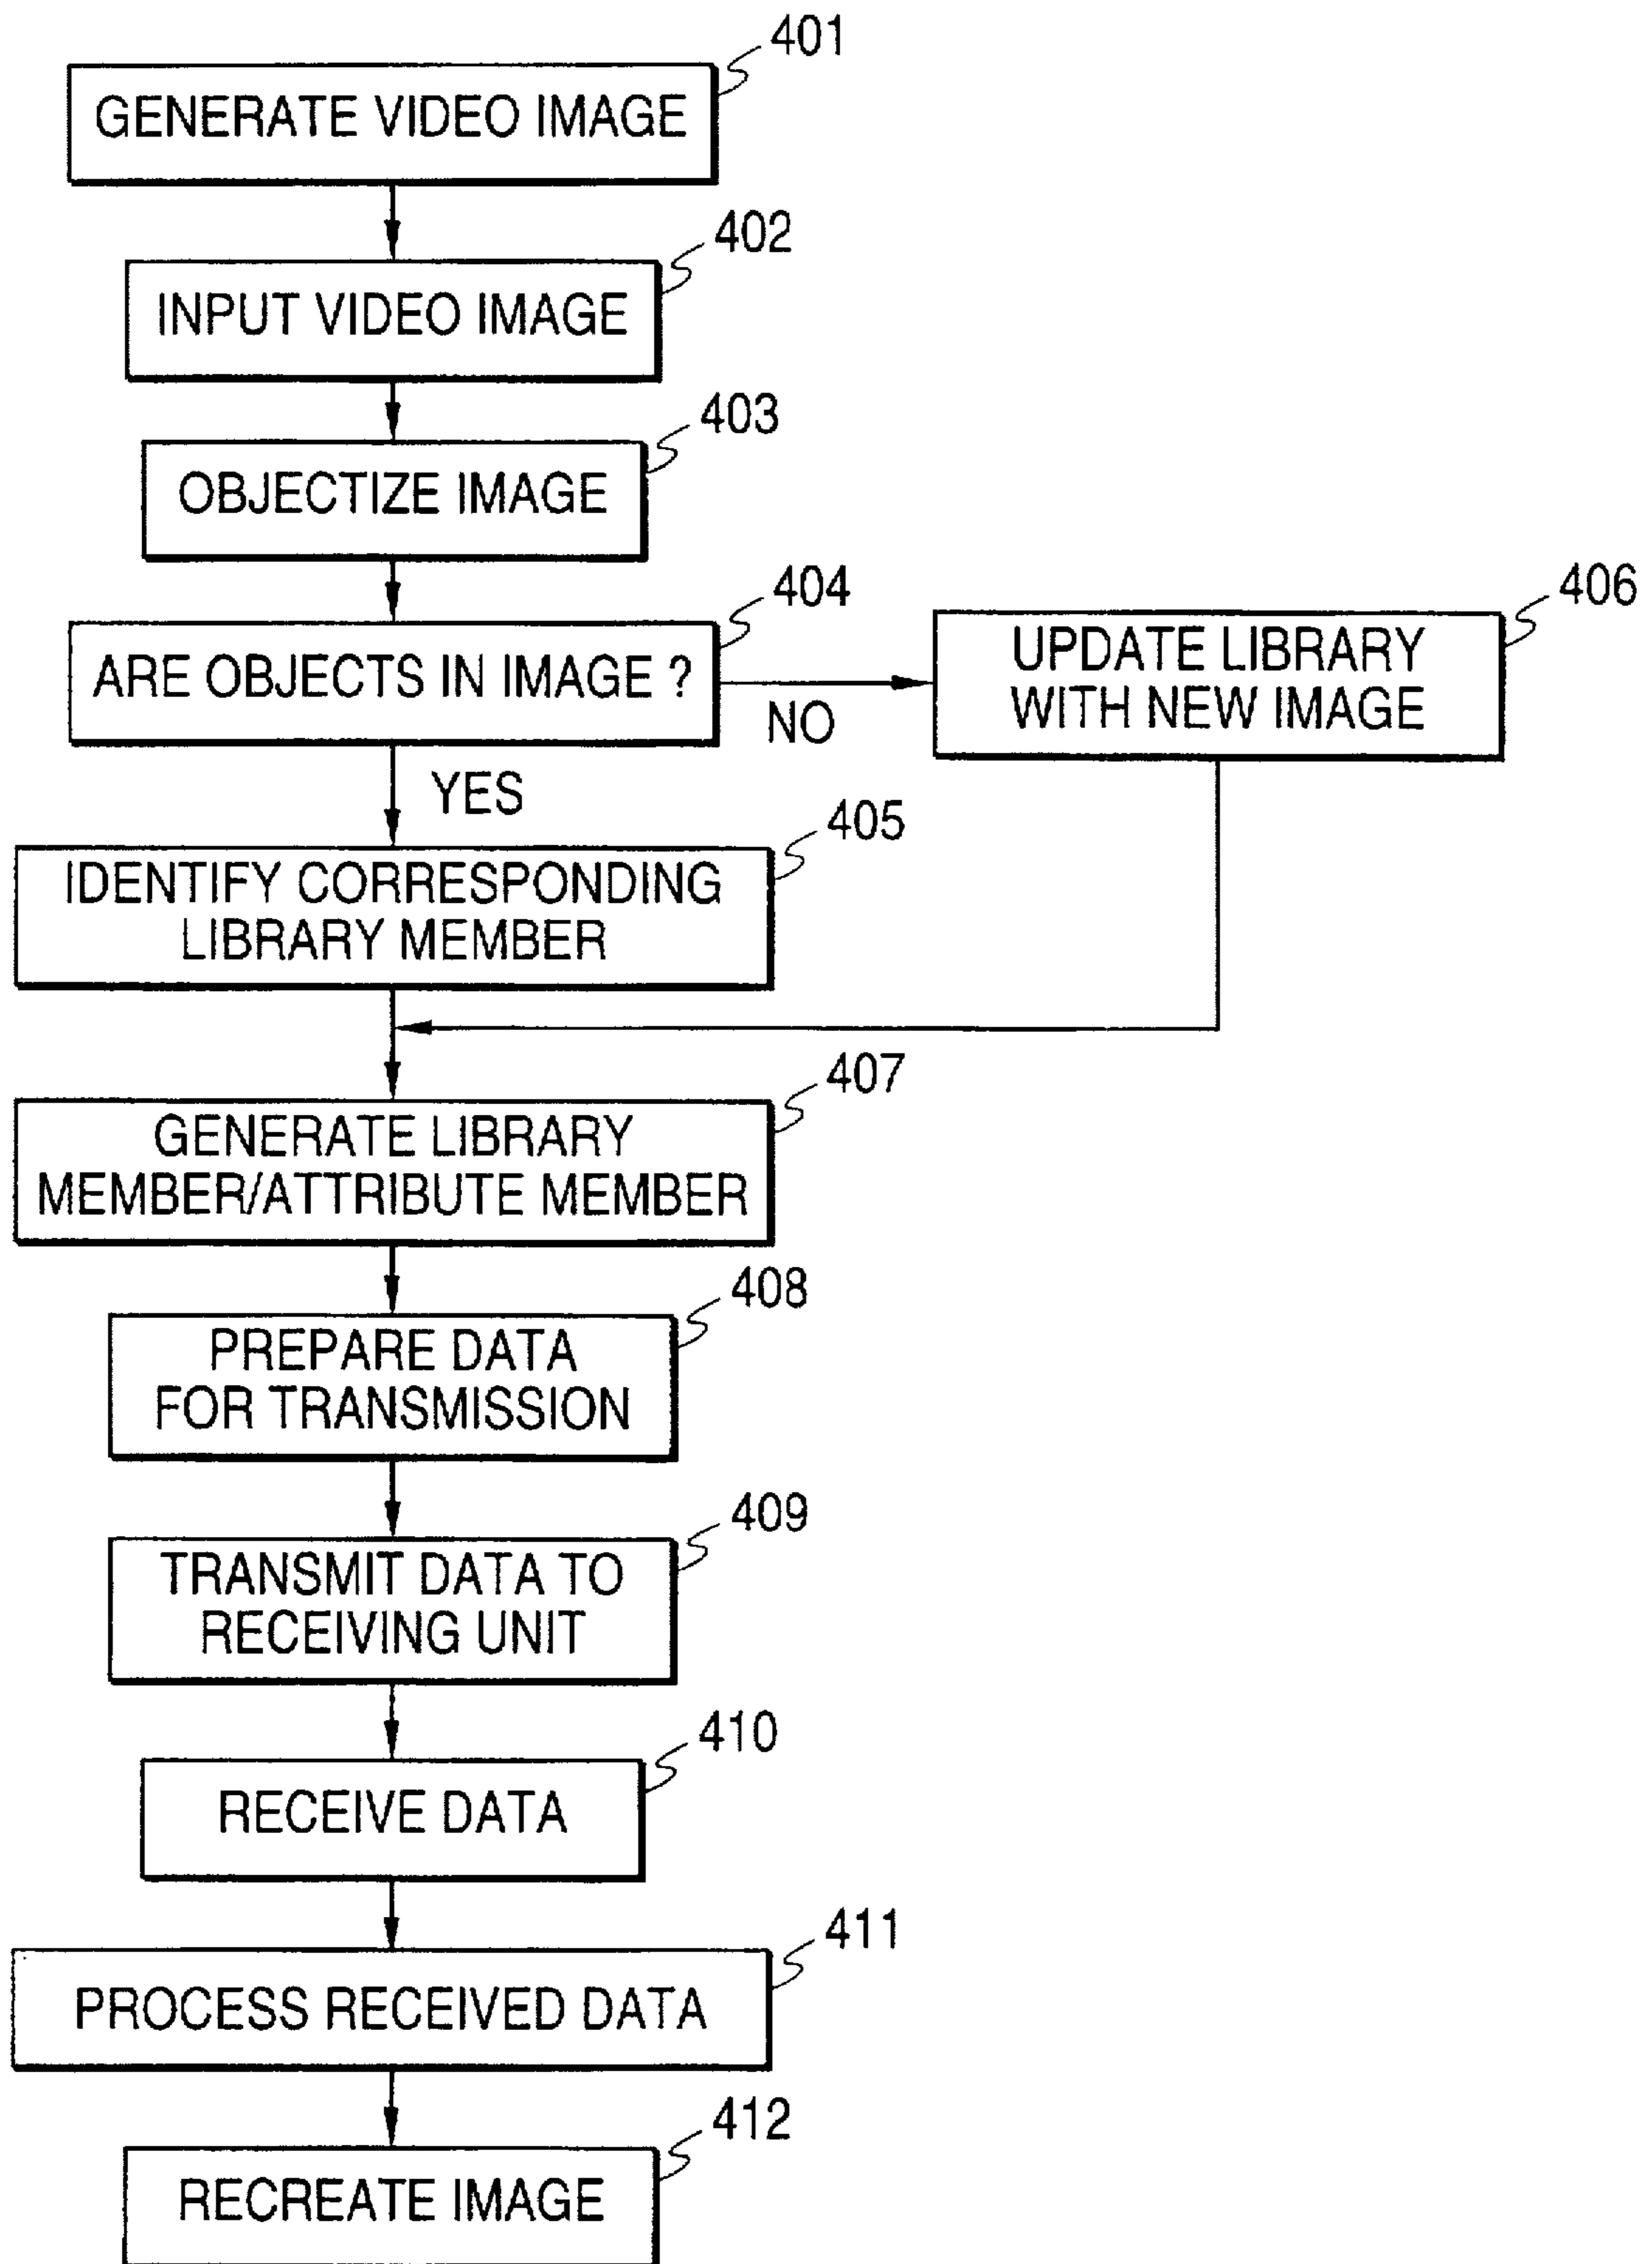 401
GENERATE VIDEO IMAGE
402
INPUT VIDEO IMAGE
403
OBJECTIZE IMAGE
404
ARE OBJECTS IN IMAGE ?
NO
406
UPDATE LIBRARY
WITH NEW IMAGE
YES
405
IDENTIFY CORRESPONDING
LIBRARY MEMBER
407
GENERATE LIBRARY
MEMBER/ATTRIBUTE MEMBER
408
PREPARE DATA
FOR TRANSMISSION
409
TRANSMIT DATA TO
RECEIVING UNIT
410
RECEIVE DATA
411
PROCESS RECEIVED DATA
412
RECREATE IMAGE